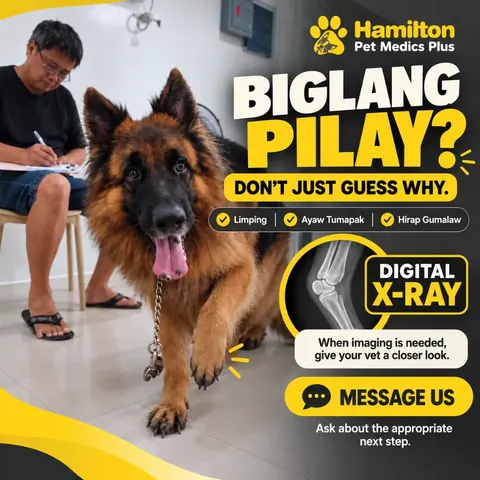 Hamilton
Pet Medics Plus
BIGLANG
PILAY?
DON'T JUST GUESS WHY.
Limping | Ayaw Tumapak | Hirap Gumalaw
DIGITAL
X-RAY
When imaging is needed,
give your vet a closer look.
MESSAGE US
Ask about the appropriate
next step.